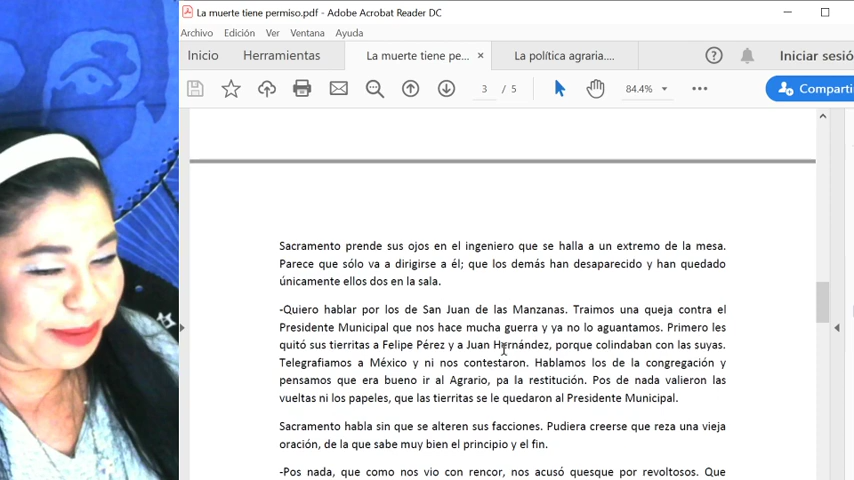 La muerte tiene permiso.pdf - Adobe Acrobat Reader DC
Archivo Edición Ver Ventana Ayuda
Inicio Herramientas La muerte tiene pe... × La política agraria.... Iniciar sesió
3 / 5 84.4% Comparti
Sacramento prende sus ojos en el ingeniero que se halla a un extremo de la mesa.
Parece que sólo va a dirigirse a él; que los demás han desaparecido y han quedado
únicamente ellos dos en la sala.
-Quiero hablar por los de San Juan de las Manzanas. Traimos una queja contra el
Presidente Municipal que nos hace mucha guerra y ya no lo aguantamos. Primero les
quitó sus tierritas a Felipe Pérez y a Juan Hernández, porque colindaban con las suyas.
Telegrafiamos a México y ni nos contestaron. Hablamos los de la congregación y
pensamos que era bueno ir al Agrario, pa la restitución. Pos de nada valieron las
vueltas ni los papeles, que las tierritas se le quedaron al Presidente Municipal.
Sacramento habla sin que se alteren sus facciones. Pudiera creerse que reza una vieja
oración, de la que sabe muy bien el principio y el fin.
-Pos nada, que como nos vio con rencor, nos acusó quesque por revoltosos. Que